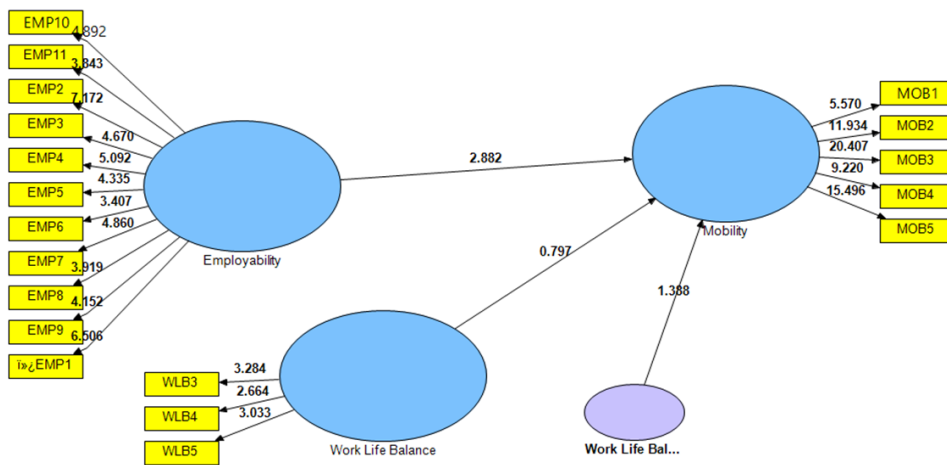 EMP10
4.892
EMP11
3.843
EMP2
7.172
EMP3
4.670
EMP4
5.092
EMP5
4.335
EMP6
3.407
EMP7
4.860
EMP8
3.919
EMP9
4.152
ï»¿EMP1
6.506
Employability
2.882
MOB1
5.570
MOB2
11.934
MOB3
20.407
MOB4
9.220
MOB5
15.496
Mobility
0.797
1.388
WLB3
3.284
WLB4
2.664
WLB5
3.033
Work Life Balance
Work Life Bal...